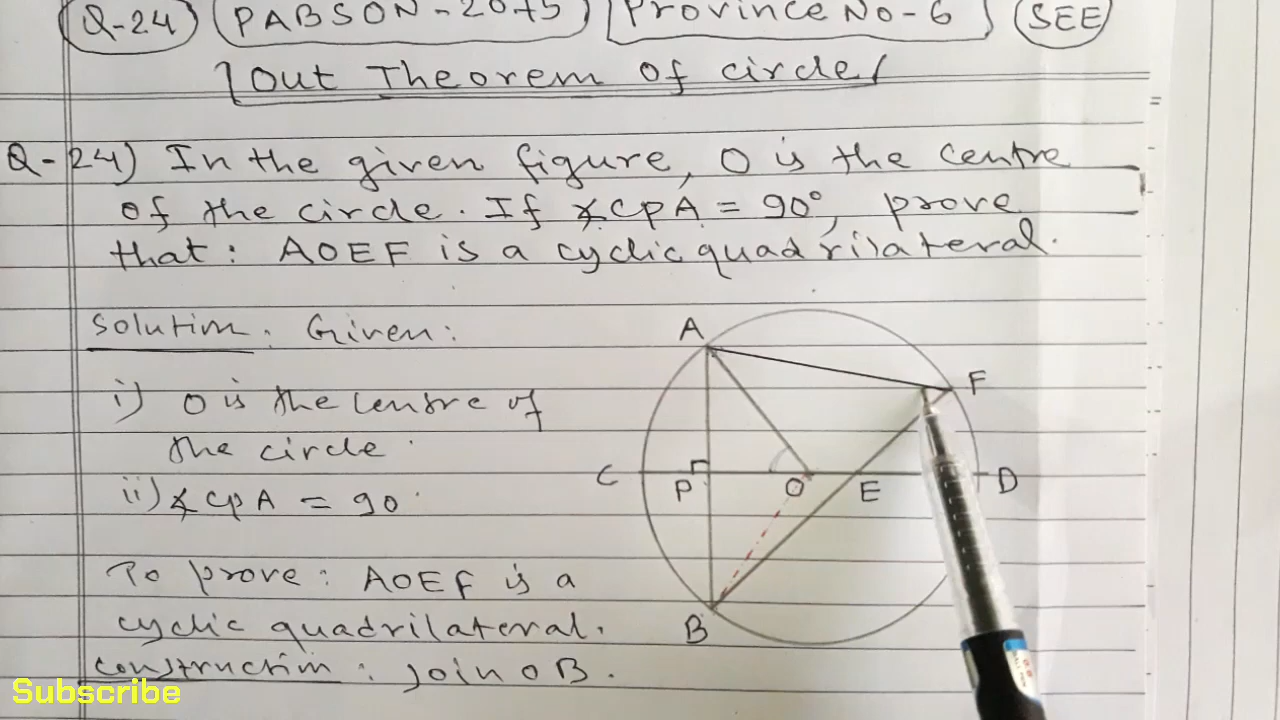 Q-24 PABSON-2075 Province No-6 SEE
Out Theorem of circle
Q-24) In the given figure, O is the centre
of the circle. If ∡CPA = 90°, prove
that: AOEF is a cyclic quadrilateral.
Solution. Given:
i) O is the centre of
the circle.
ii) ∡CPA = 90°
To prove: AOEF is a
cyclic quadrilateral.
construction: Join OB.
A
F
C
P
O
E
D
B
Subscribe